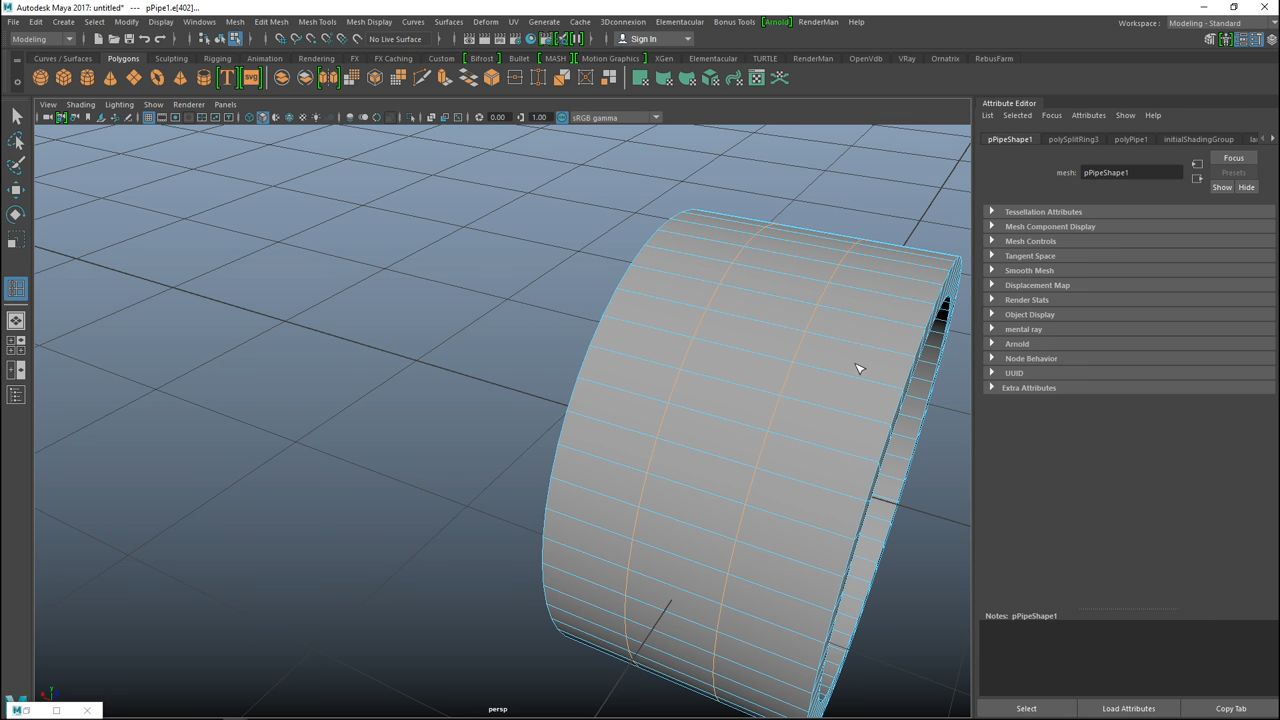 Autodesk Maya 2017: untitled*   ---   pPipe1.e[402]...
File Edit Create Select Modify Display Windows Mesh Edit Mesh Mesh Tools Mesh Display Curves Surfaces Deform UV Generate Cache 3Dconnexion Elementacular Bonus Tools [Arnold] RenderMan Help
Workspace : Modeling - Standard*
Modeling No Live Surface Sign In
Curves / Surfaces Polygons Sculpting Rigging Animation Rendering FX FX Caching Custom Bifrost Bullet MASH Motion Graphics XGen Elementacular TURTLE RenderMan OpenVdb VRay Ornatrix RebusFarm
T SVG
View Shading Lighting Show Renderer Panels
0.00 1.00 sRGB gamma
Attribute Editor
List Selected Focus Attributes Show Help
pPipeShape1 polySplitRing3 polyPipe1 initialShadingGroup
mesh: pPipeShape1
Focus
Presets
Show Hide
Tessellation Attributes
Mesh Component Display
Mesh Controls
Tangent Space
Smooth Mesh
Displacement Map
Render Stats
Object Display
mental ray
Arnold
Node Behavior
UUID
Extra Attributes
Notes: pPipeShape1
Select Load Attributes Copy Tab
persp
y